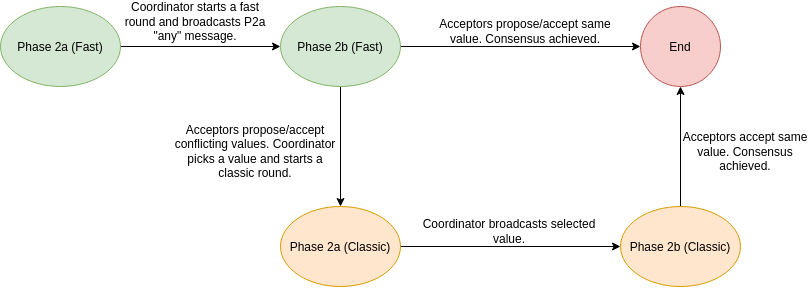 Coordinator starts a fast
round and broadcasts P2a
"any" message.
Phase 2a (Fast)
Phase 2b (Fast)
Acceptors propose/accept same
value. Consensus achieved.
End
Acceptors propose/accept
conflicting values. Coordinator
picks a value and starts a
classic round.
Acceptors accept same
value. Consensus
achieved.
Phase 2a (Classic)
Coordinator broadcasts selected
value.
Phase 2b (Classic)